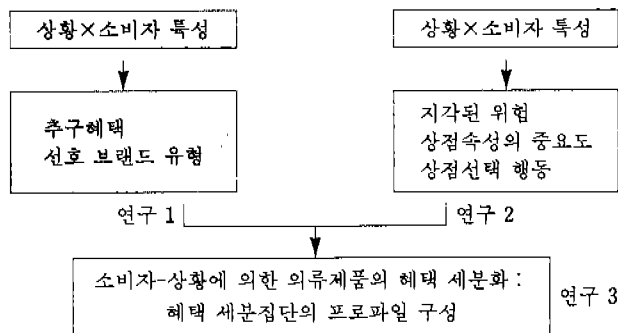 상황×소비자 특성
상황×소비자 특성
추구혜택
선호 브랜드 유형
지각된 위험
상점속성의 중요도
상점선택 행동
연구 1
연구 2
소비자-상황에 의한 의류제품의 혜택 세분화 :
혜택 세분집단의 프로파일 구성
연구 3